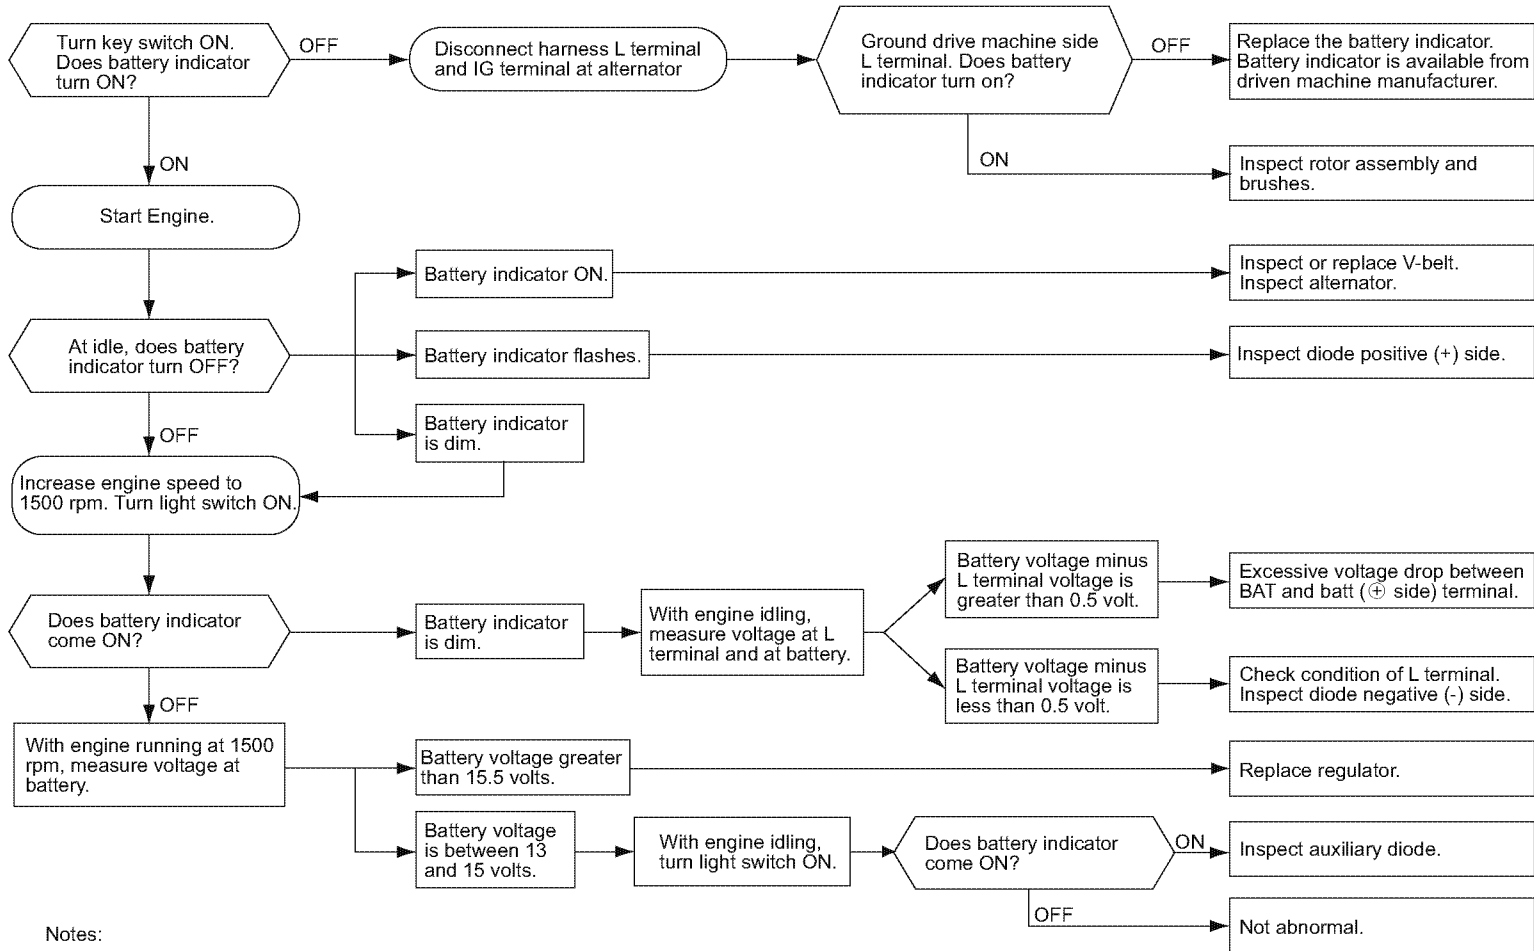 Turn key switch ON.
Does battery indicator
turn ON?
OFF
Disconnect harness L terminal
and IG terminal at alternator
Ground drive machine side
L terminal. Does battery
indicator turn on?
OFF
Replace the battery indicator.
Battery indicator is available from
driven machine manufacturer.
ON
ON
Inspect rotor assembly and
brushes.
Start Engine.
Battery indicator ON.
Inspect or replace V-belt.
Inspect alternator.
At idle, does battery
indicator turn OFF?
Battery indicator flashes.
Inspect diode positive (+) side.
Battery indicator
is dim.
OFF
Increase engine speed to
1500 rpm. Turn light switch ON.
Does battery indicator
come ON?
Battery indicator
is dim.
With engine idling,
measure voltage at L
terminal and at battery.
Battery voltage minus
L terminal voltage is
greater than 0.5 volt.
Excessive voltage drop between
BAT and batt (⊕ side) terminal.
Battery voltage minus
L terminal voltage is
less than 0.5 volt.
Check condition of L terminal.
Inspect diode negative (-) side.
OFF
With engine running at 1500
rpm, measure voltage at
battery.
Battery voltage greater
than 15.5 volts.
Replace regulator.
Battery voltage
is between 13
and 15 volts.
With engine idling,
turn light switch ON.
Does battery indicator
come ON?
ON
Inspect auxiliary diode.
OFF
Not abnormal.
Notes: